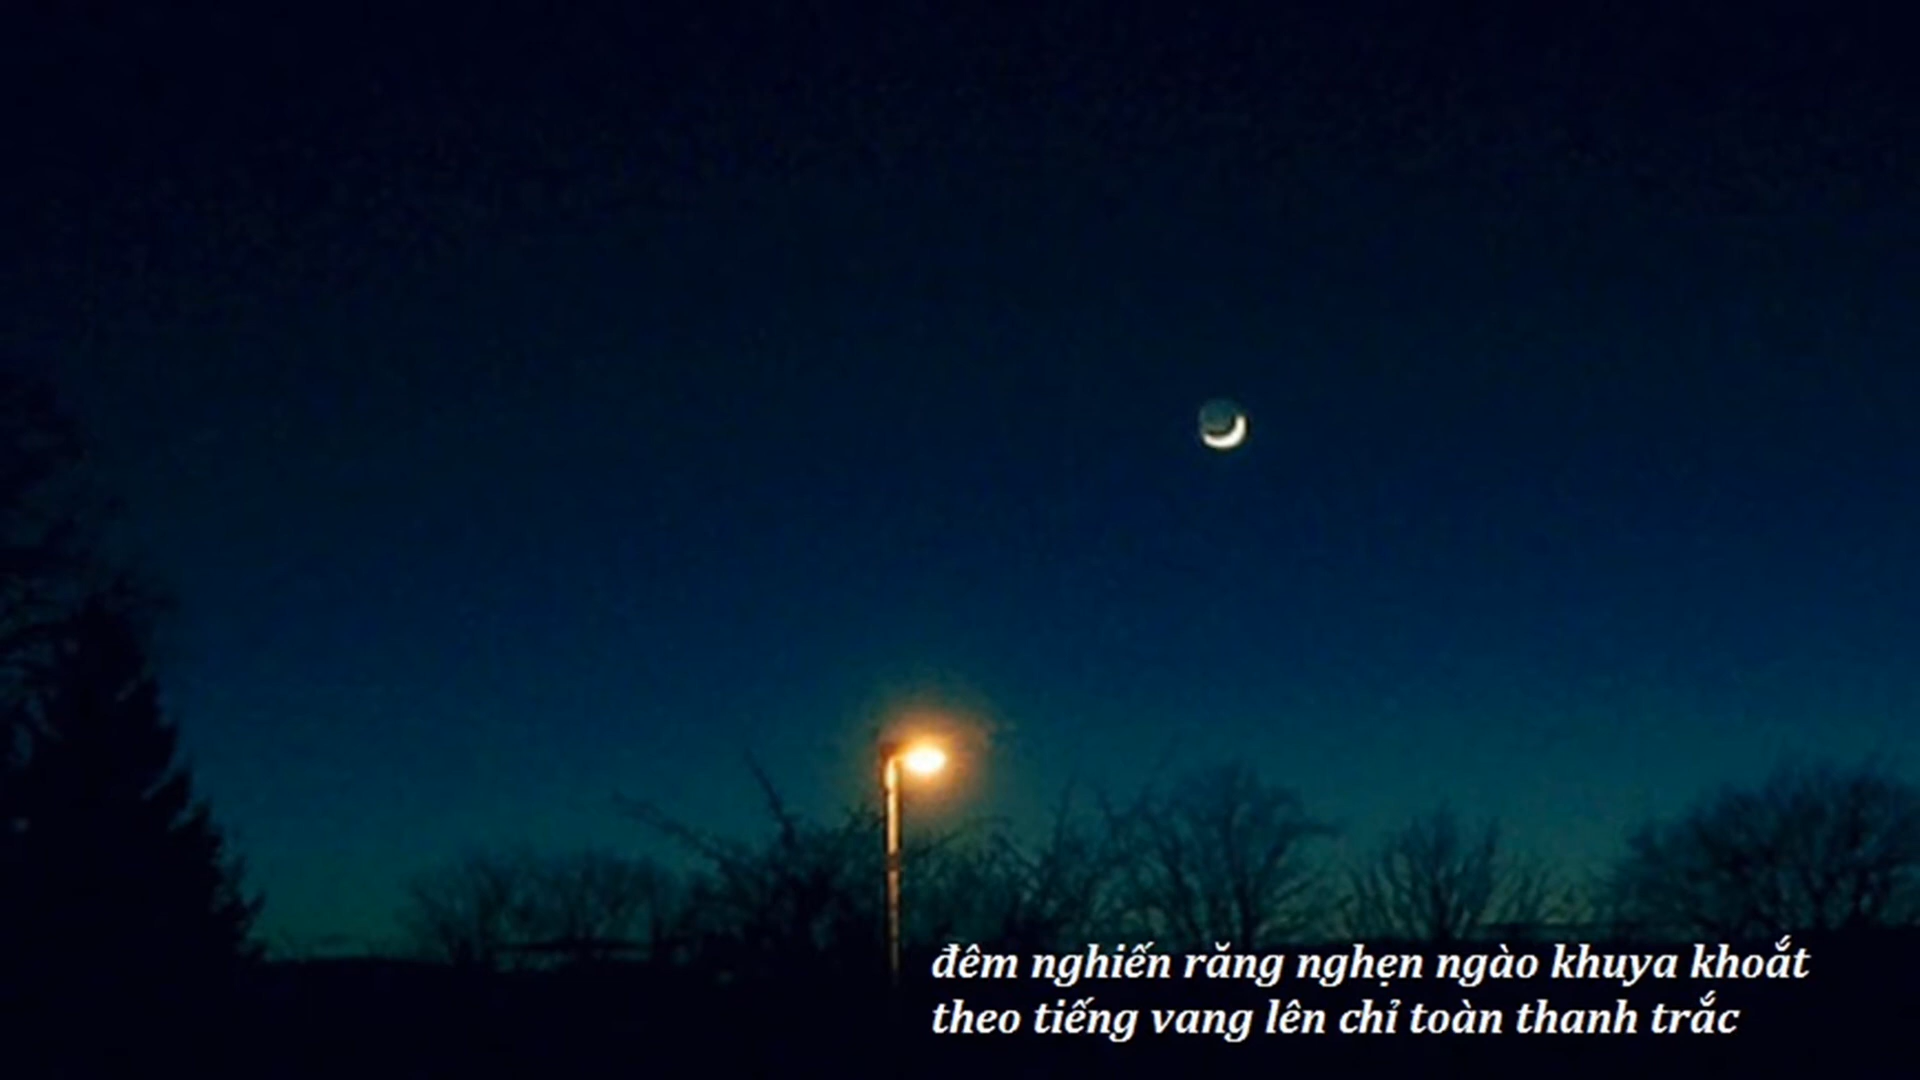 đêm nghiến răng nghẹn ngào khuya khoắt
theo tiếng vang lên chỉ toàn thanh trắc